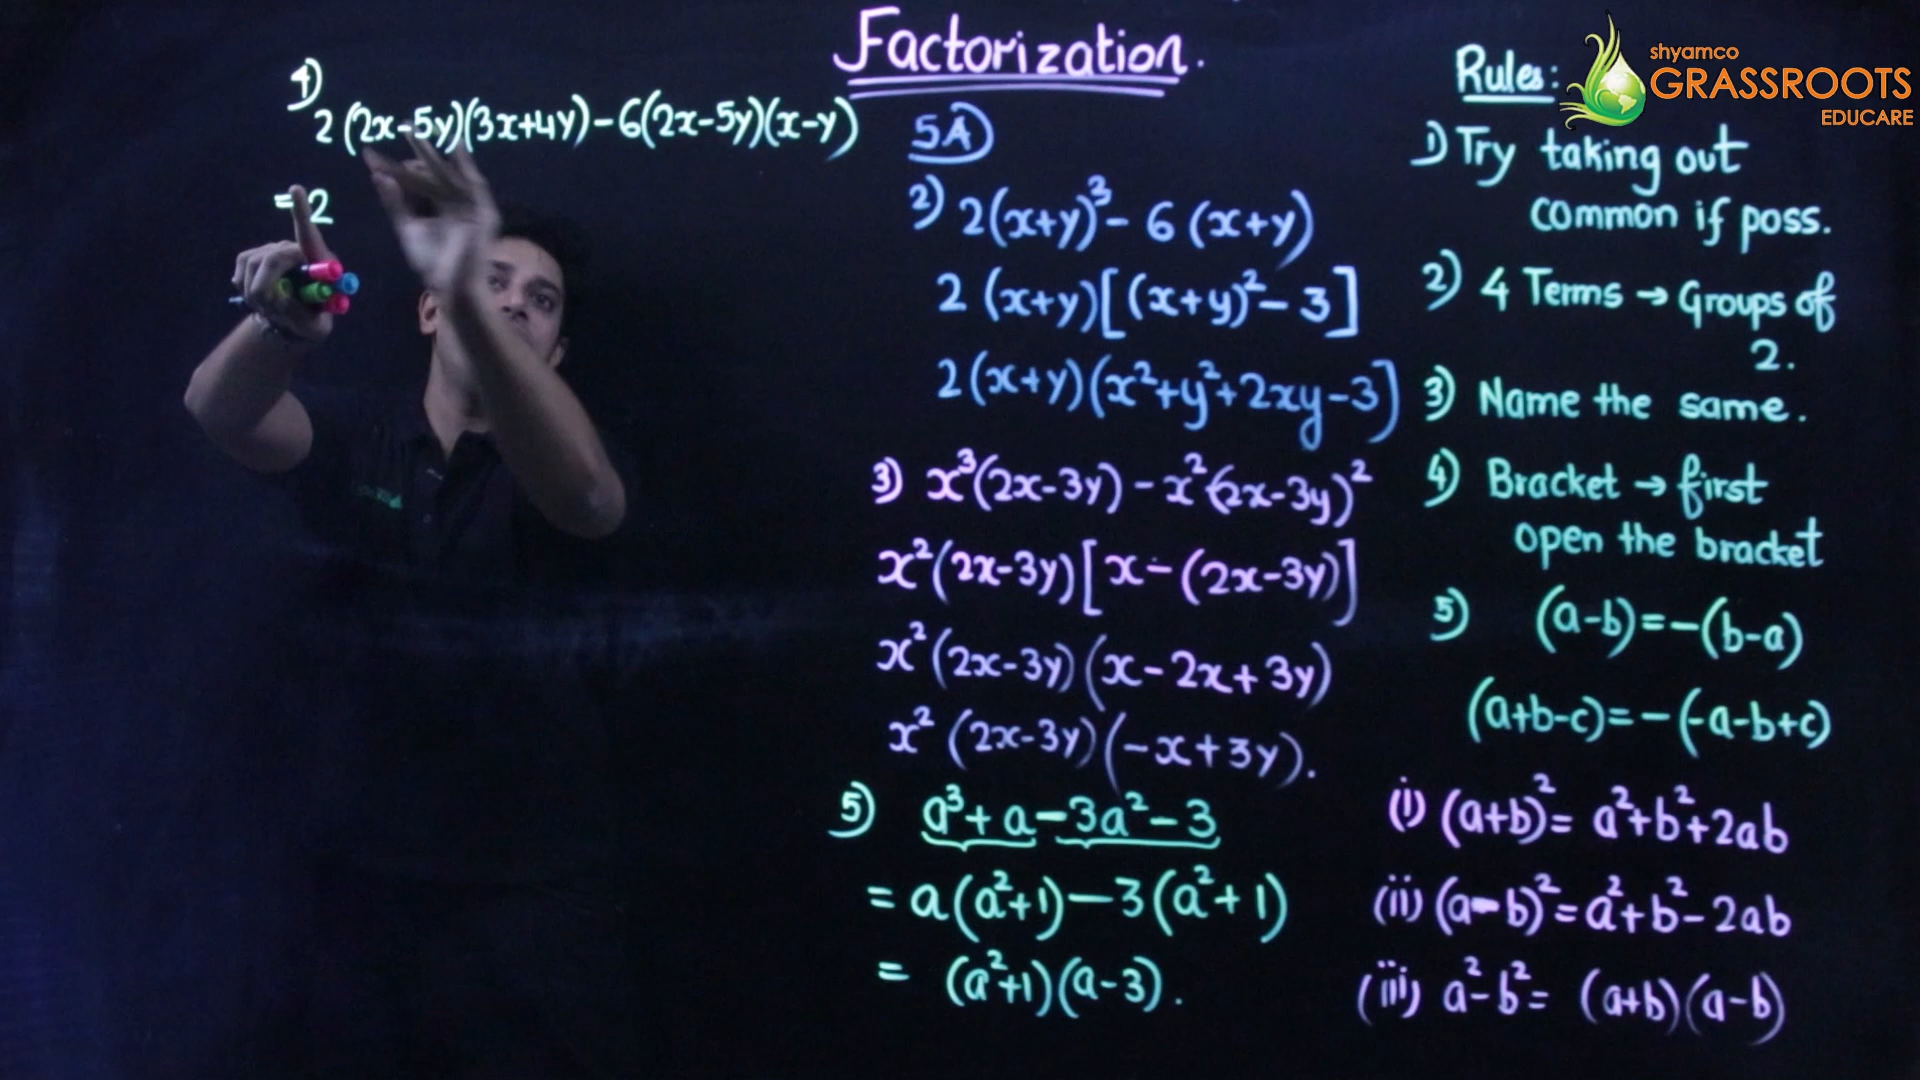 Factorization.
4)
2(2x-5y)(3x+4y)-6(2x-5y)(x-y)
= 2
5A)
2) 2(x+y)³- 6(x+y)
2(x+y)[(x+y)²-3]
2(x+y)(x²+y²+2xy-3]
3) x³(2x-3y)-x²(2x-3y)²
x²(2x-3y)[x-(2x-3y)]
x²(2x-3y)(x-2x+3y)
x²(2x-3y)(-x+3y).
5) a³+a-3a²-3
= a(a²+1)-3(a²+1)
= (a²+1)(a-3).
Rules:
1) Try taking out
common if poss.
2) 4 Terms → Groups of
2.
3) Name the same.
4) Bracket → first
open the bracket
5) (a-b)=-(b-a)
(a+b-c)=-(-a-b+c)
(i) (a+b)²= a²+b²+2ab
(ii) (a-b)²=a²+b²-2ab
(iii) a²-b²= (a+b)(a-b)
shyamco
GRASSROOTS
EDUCARE